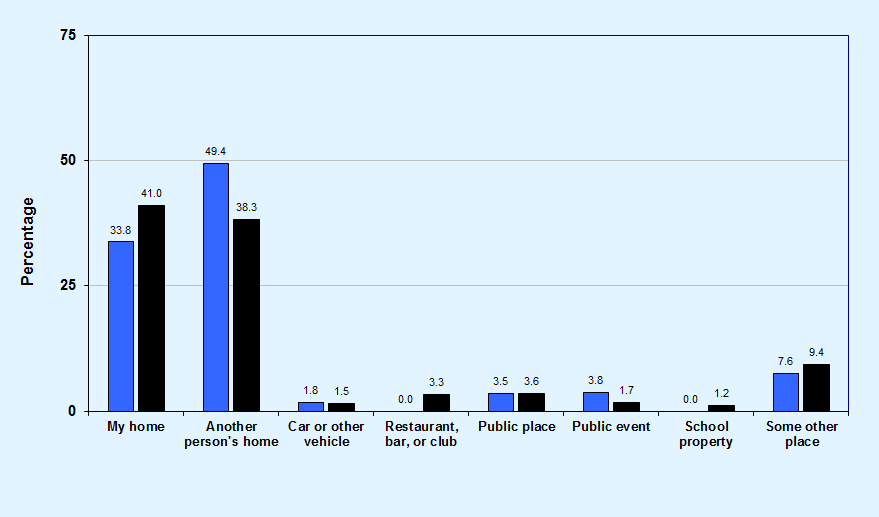 75
50
25
0
Percentage
33.8
41.0
49.4
38.3
1.8
1.5
0.0
3.3
3.5
3.6
3.8
1.7
0.0
1.2
7.6
9.4
My home
Another
person's home
Car or other
vehicle
Restaurant,
bar, or club
Public place
Public event
School
property
Some other
place